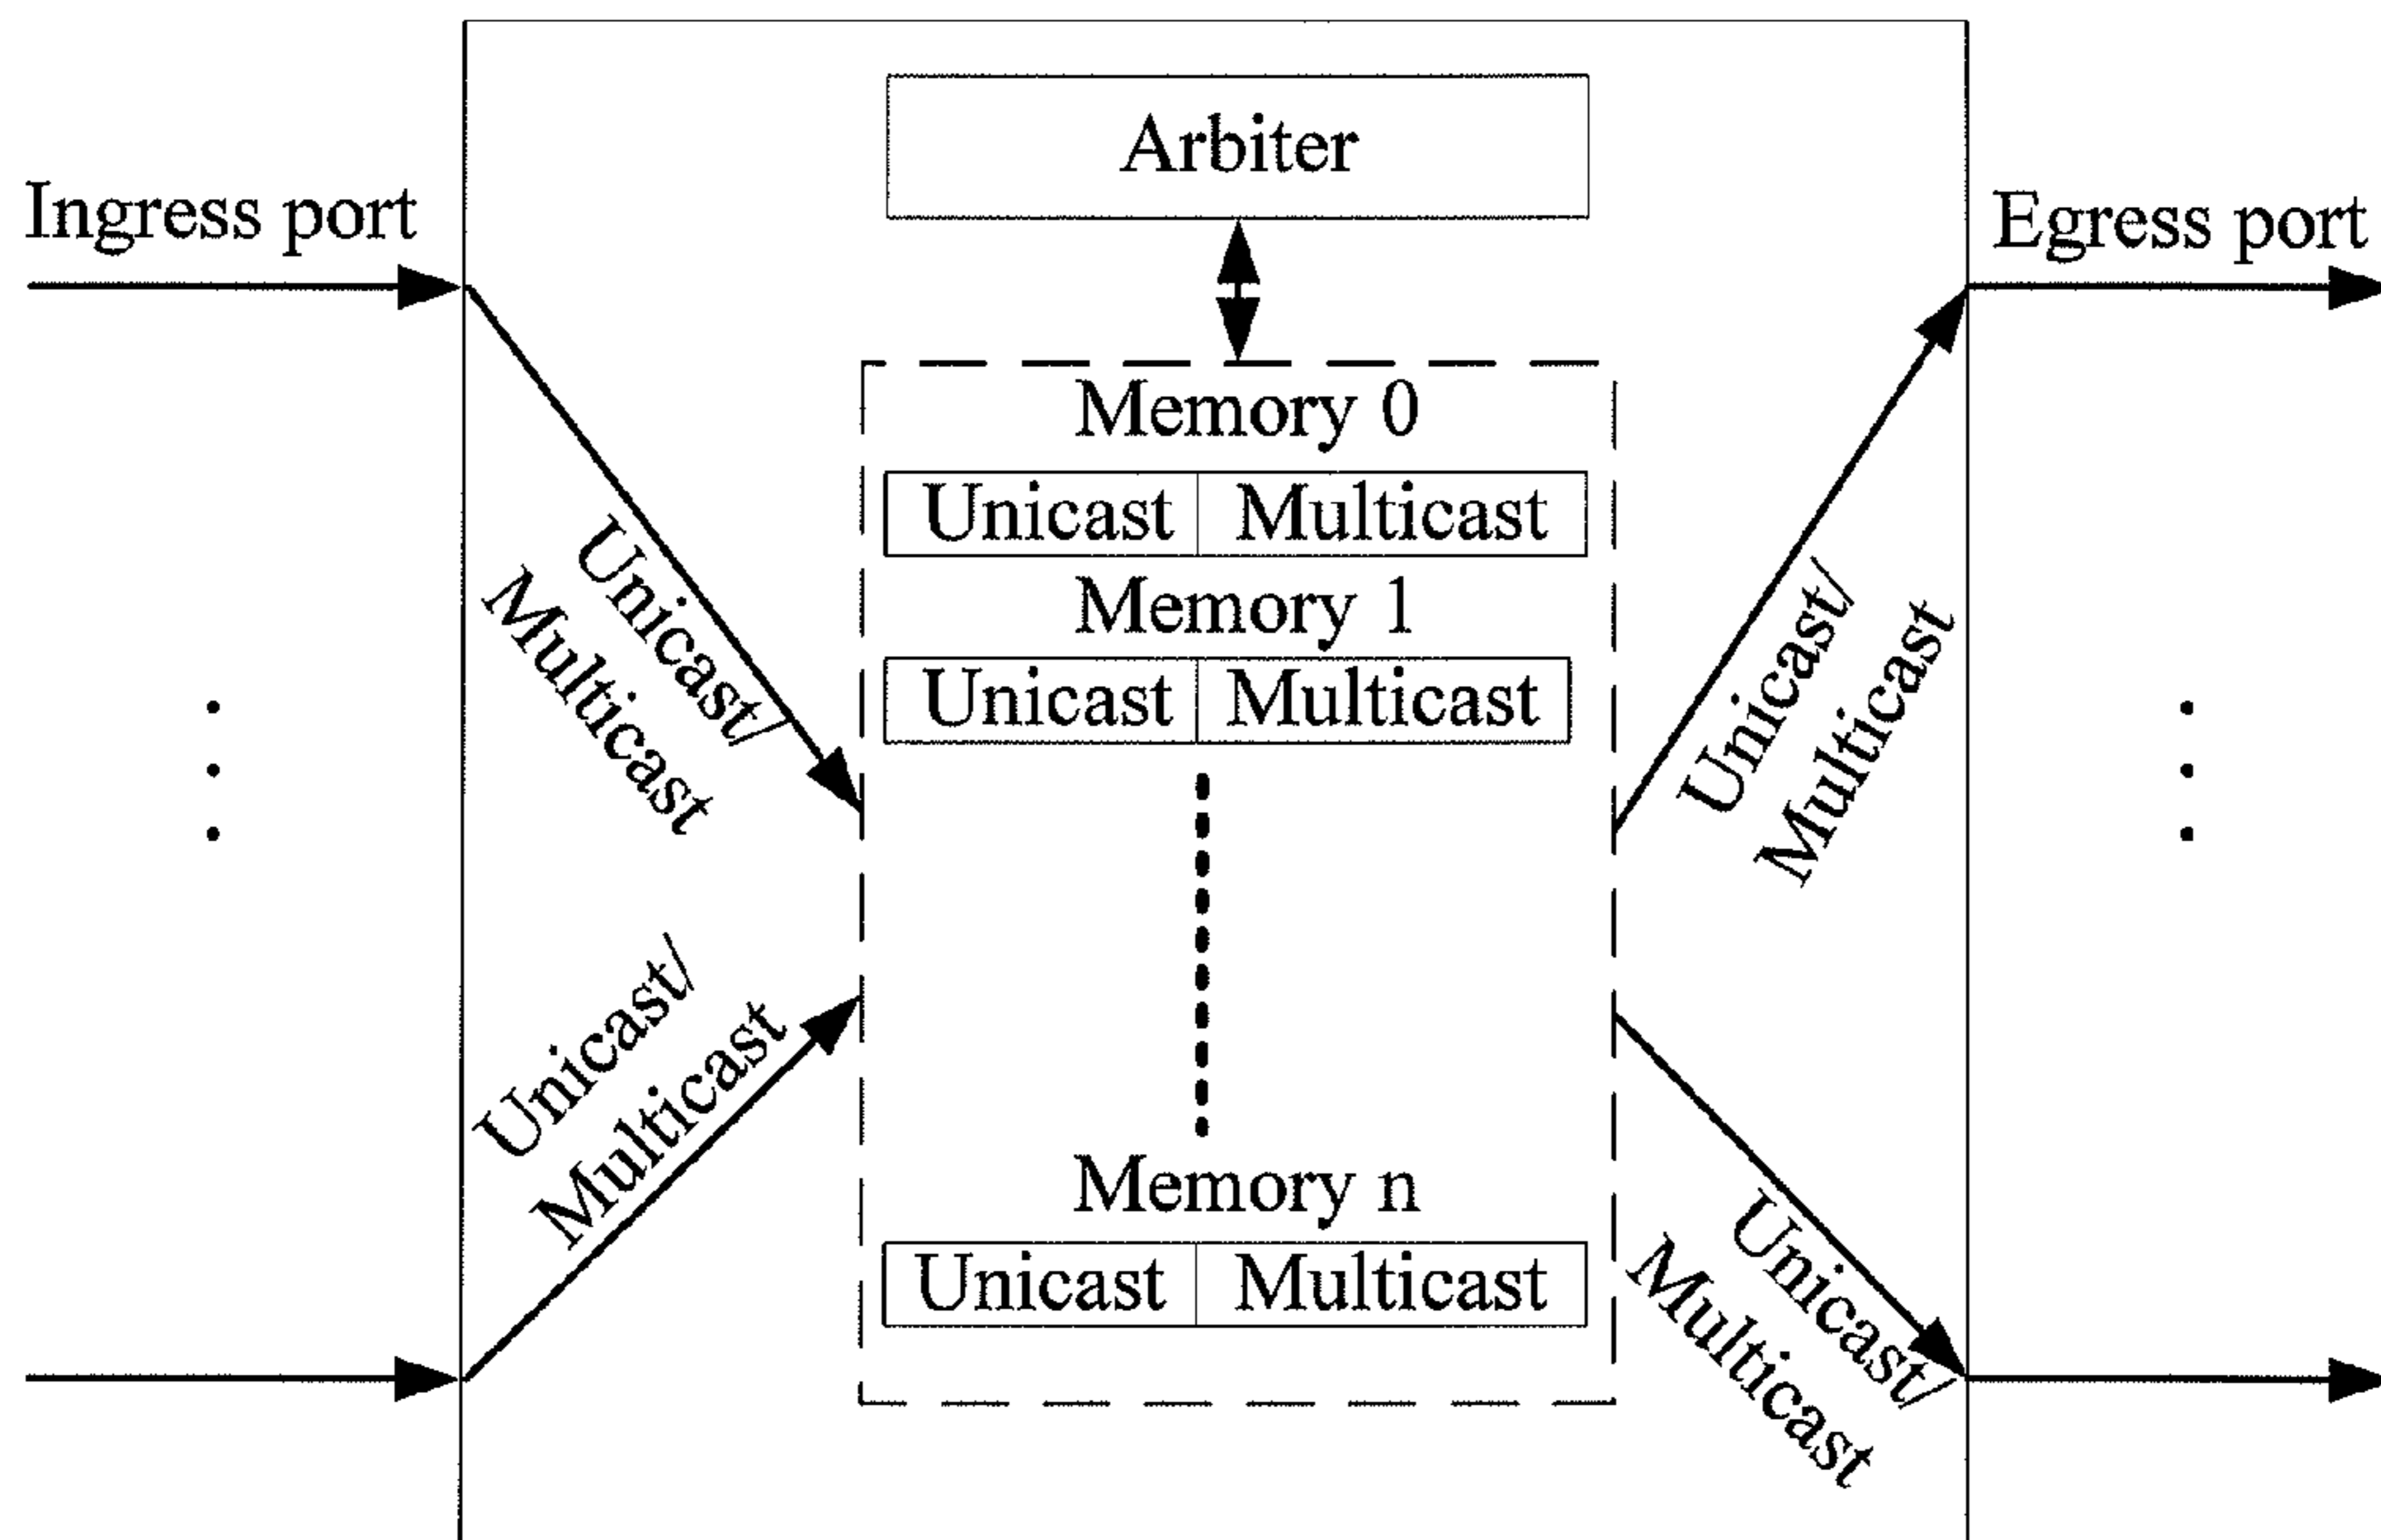 Arbiter
Ingress port
Egress port
Memory 0
Unicast Multicast
Memory 1
Unicast Multicast
Unicast/
Multicast
Unicast/
Multicast
Unicast/
Multicast
Memory n
Unicast Multicast
Unicast/
Multicast